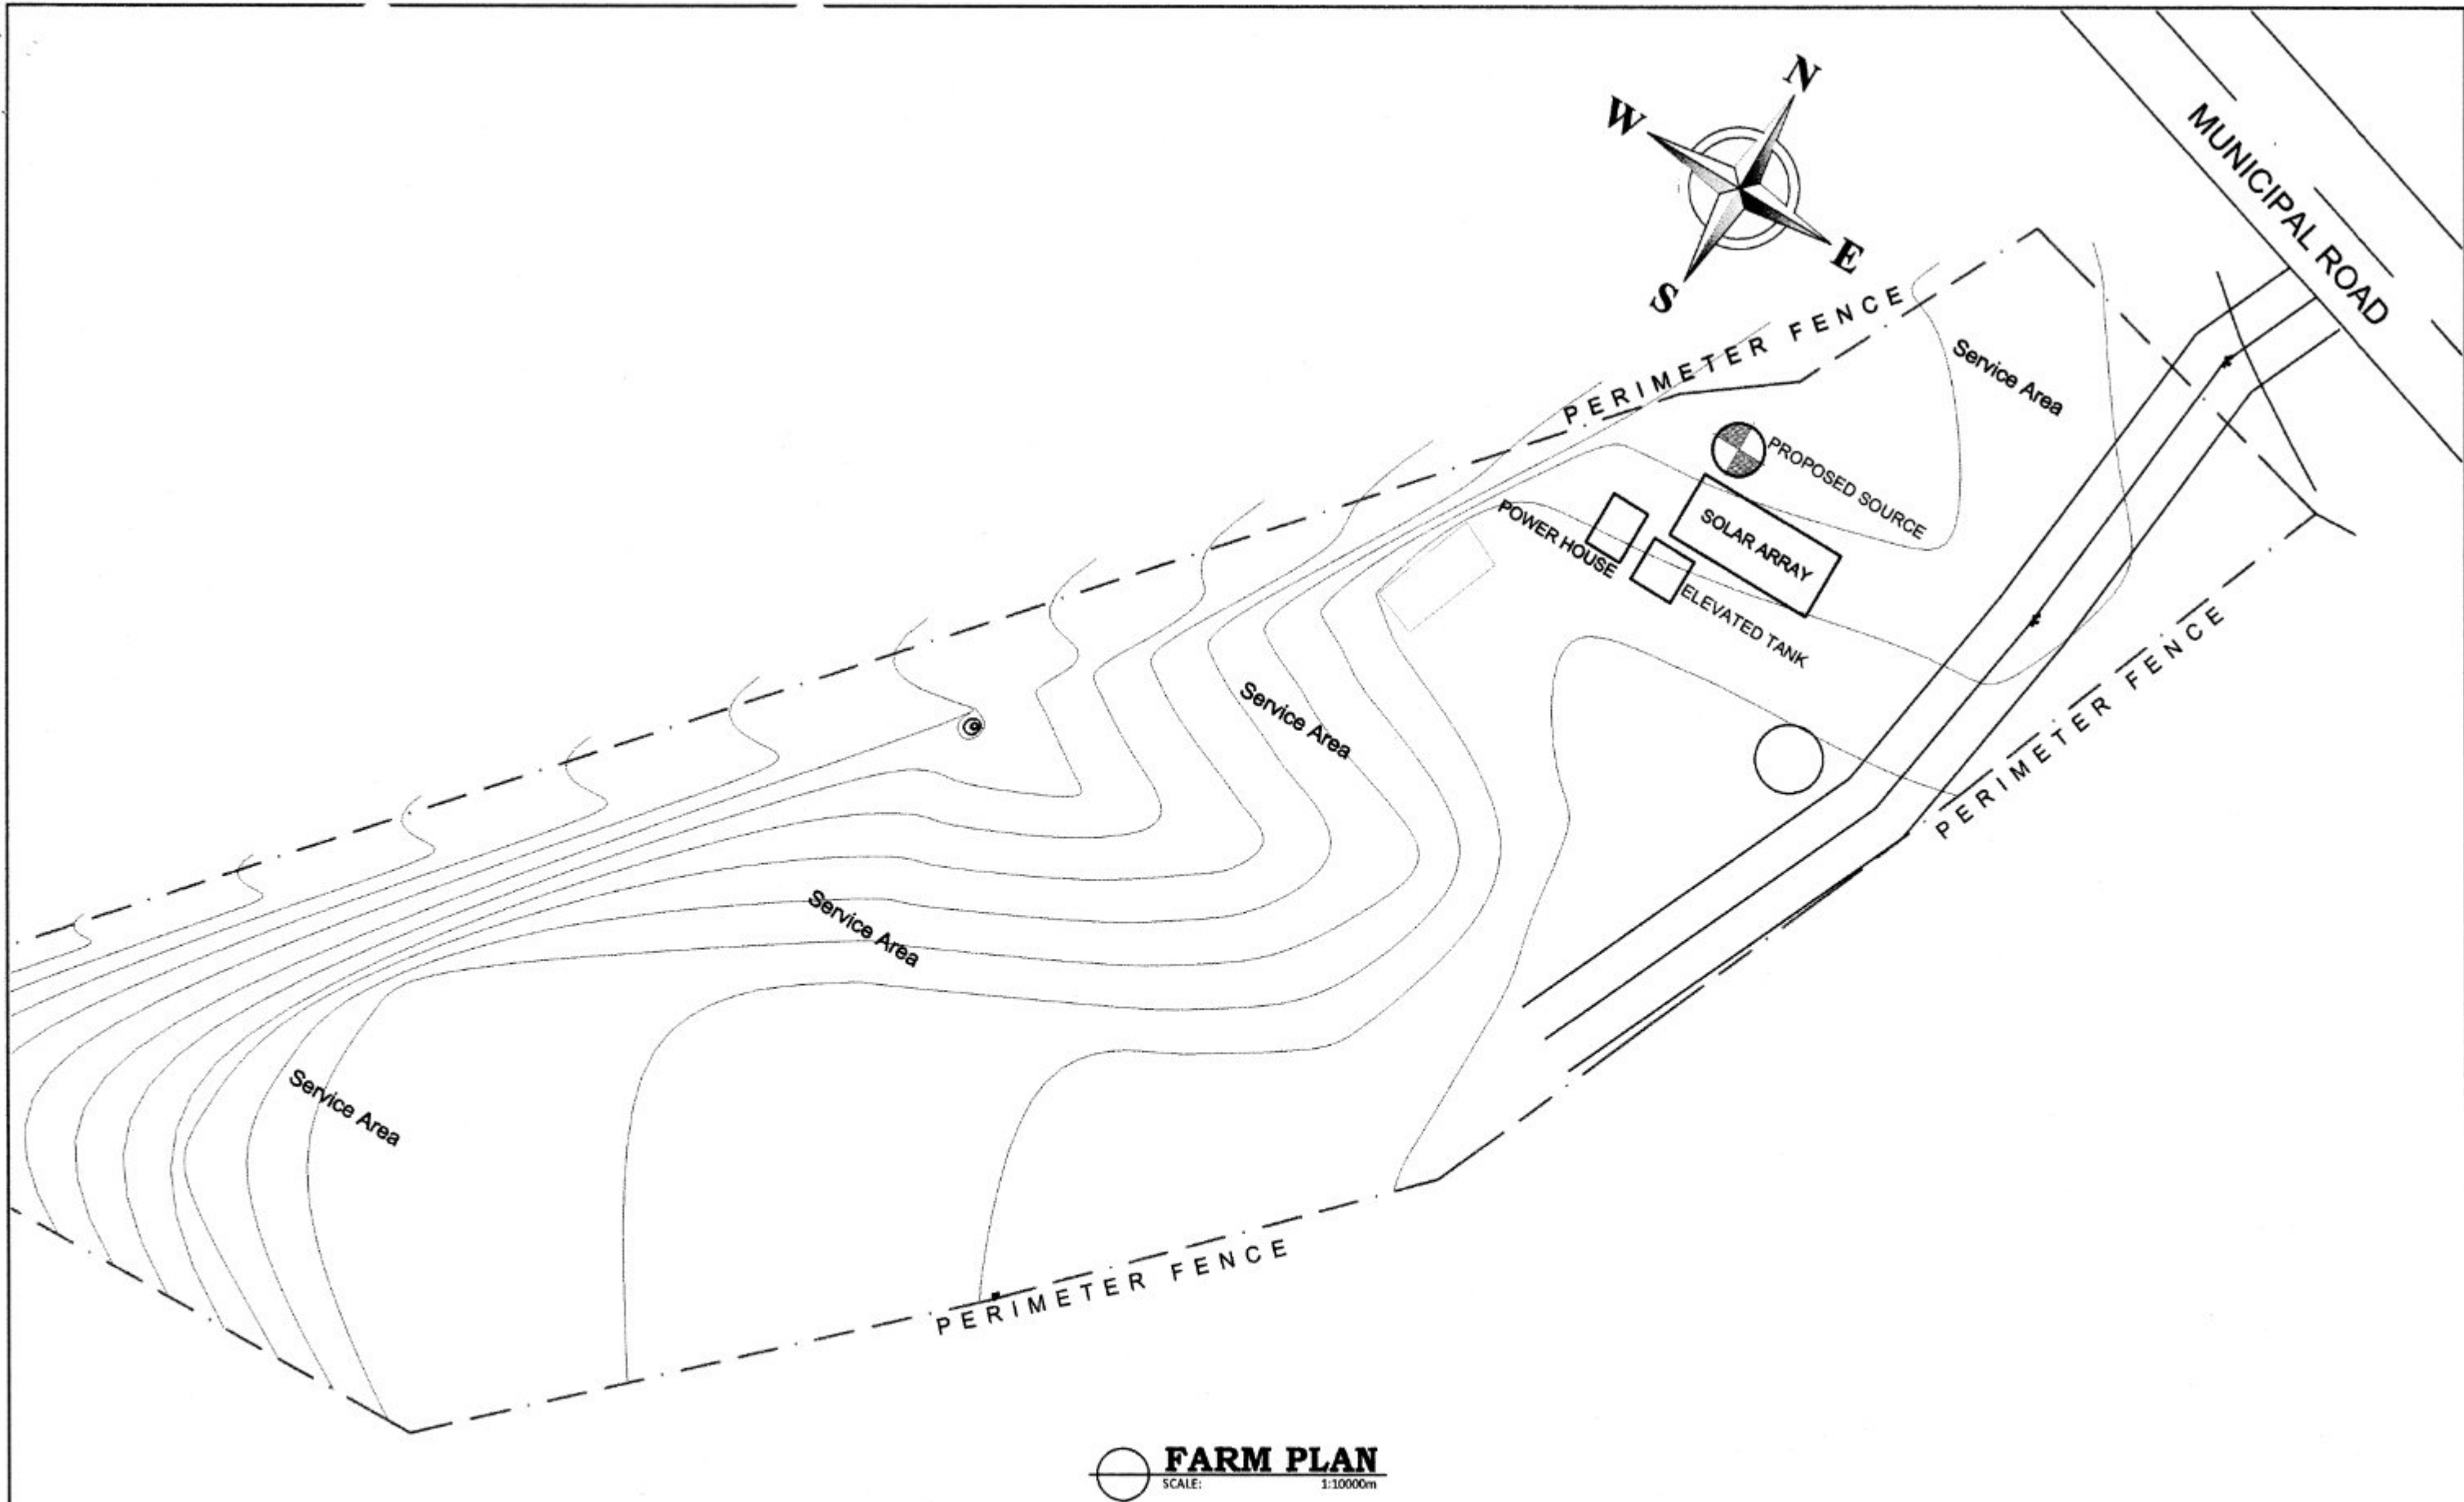 N
W
E
S
MUNICIPAL ROAD
PERIMETER FENCE
Service Area
PROPOSED SOURCE
SOLAR ARRAY
POWER HOUSE
ELEVATED TANK
Service Area
PERIMETER FENCE
Service Area
Service Area
PERIMETER FENCE
FARM PLAN
SCALE: 1:10000m